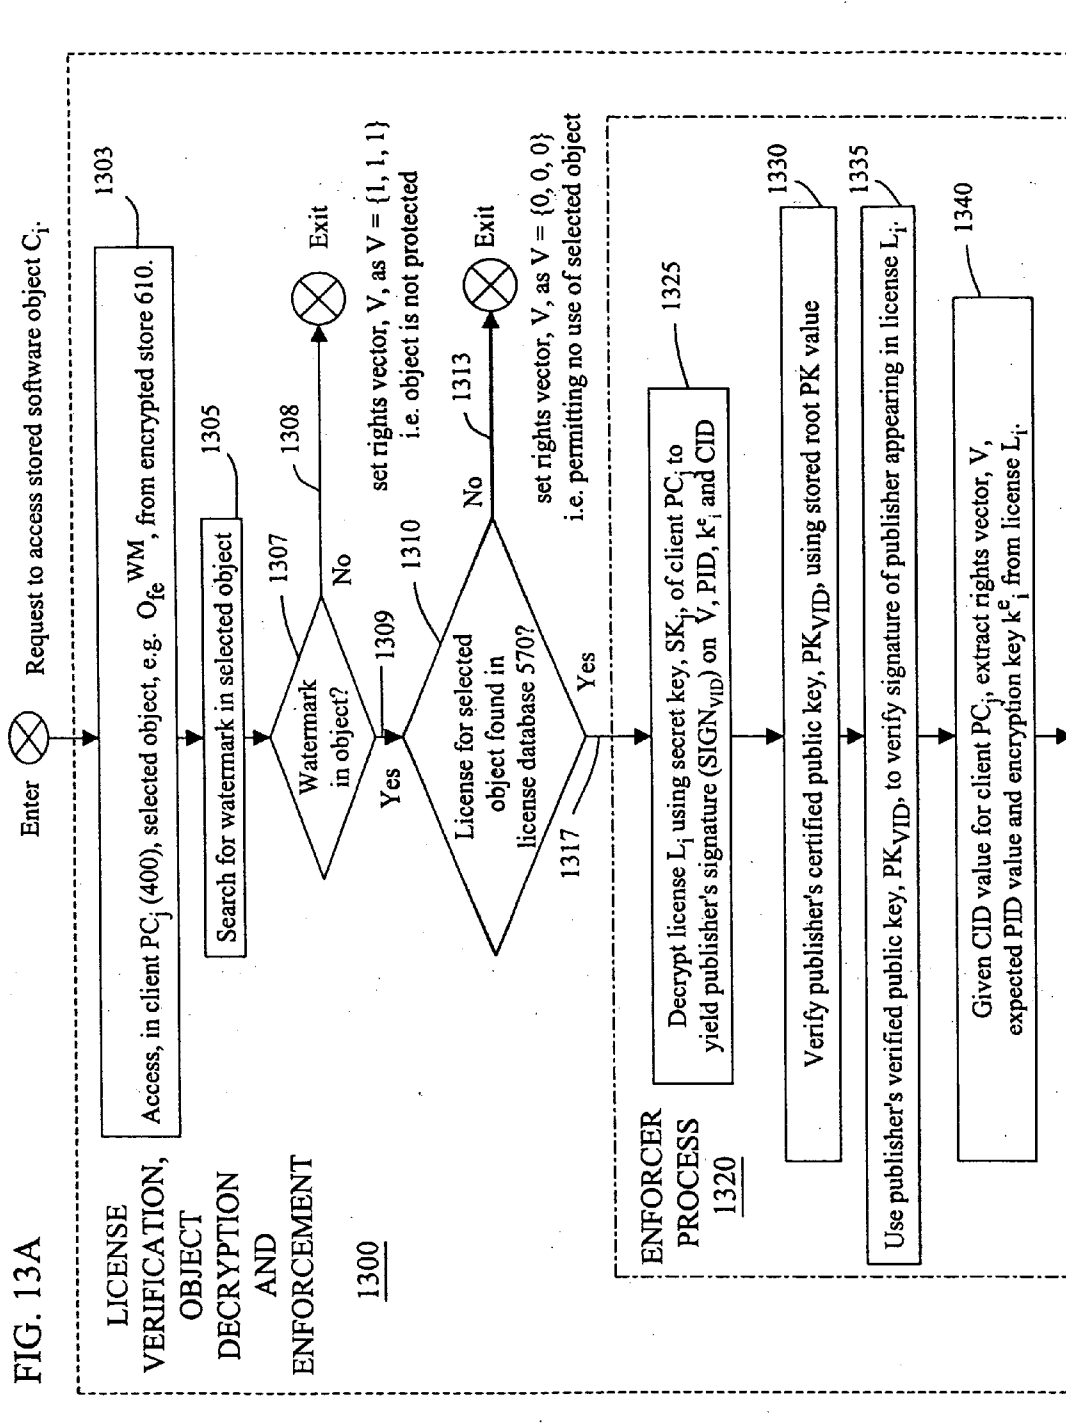 FIG. 13A
LICENSE
VERIFICATION,
OBJECT
DECRYPTION
AND
ENFORCEMENT
1300
Enter
Request to access stored software object Ci.
1303
Access, in client PCj (400), selected object, e.g. OfeWM, from encrypted store 610.
1305
Search for watermark in selected object
1307
Watermark
in object?
No
1308
Exit
set rights vector, V, as V = {1, 1, 1}
i.e. object is not protected
Yes
1309
1310
License for selected
object found in
license database 570?
No
1313
Exit
set rights vector, V, as V = {0, 0, 0}
i.e. permitting no use of selected object
Yes
1317
ENFORCER
PROCESS
1320
1325
Decrypt license Li using secret key, SKj, of client PCj to
yield publisher's signature (SIGNVID) on V, PID, kei and CID
1330
Verify publisher's certified public key, PKVID, using stored root PK value
1335
Use publisher's verified public key, PKVID, to verify signature of publisher appearing in license Li.
1340
Given CID value for client PCj, extract rights vector, V,
expected PID value and encryption key kei from license Li.